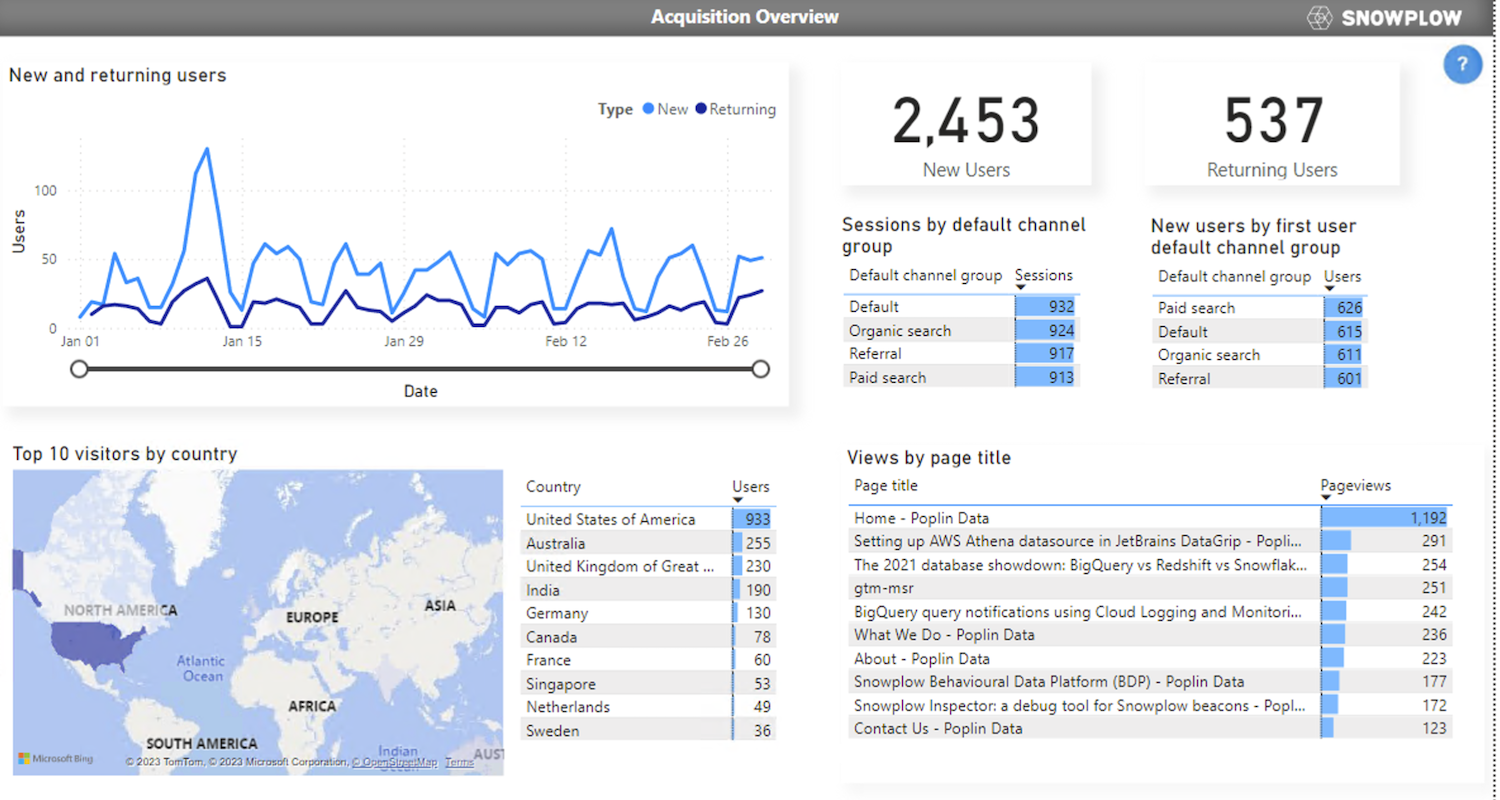 Acquisition Overview
SNOWPLOW
?
New and returning users
Type New Returning
Users
100
50
0
Jan 01 Jan 15 Jan 29 Feb 12 Feb 26
Date
2,453
New Users
537
Returning Users
Sessions by default channel
group
Default channel group Sessions
Default 932
Organic search 924
Referral 917
Paid search 913
New users by first user
default channel group
Default channel group Users
Paid search 626
Default 615
Organic search 611
Referral 601
Top 10 visitors by country
NORTH AMERICA
EUROPE
ASIA
Atlantic
Ocean
AFRICA
SOUTH AMERICA
Indian
Ocean
AUST
Microsoft Bing
© 2023 TomTom, © 2023 Microsoft Corporation, © OpenStreetMap Terms
Country Users
United States of America 933
Australia 255
United Kingdom of Great ... 230
India 190
Germany 130
Canada 78
France 60
Singapore 53
Netherlands 49
Sweden 36
Views by page title
Page title Pageviews
Home - Poplin Data 1,192
Setting up AWS Athena datasource in JetBrains DataGrip - Popli... 291
The 2021 database showdown: BigQuery vs Redshift vs Snowflak... 254
gtm-msr 251
BigQuery query notifications using Cloud Logging and Monitori... 242
What We Do - Poplin Data 236
About - Poplin Data 223
Snowplow Behavioural Data Platform (BDP) - Poplin Data 177
Snowplow Inspector: a debug tool for Snowplow beacons - Popl... 172
Contact Us - Poplin Data 123